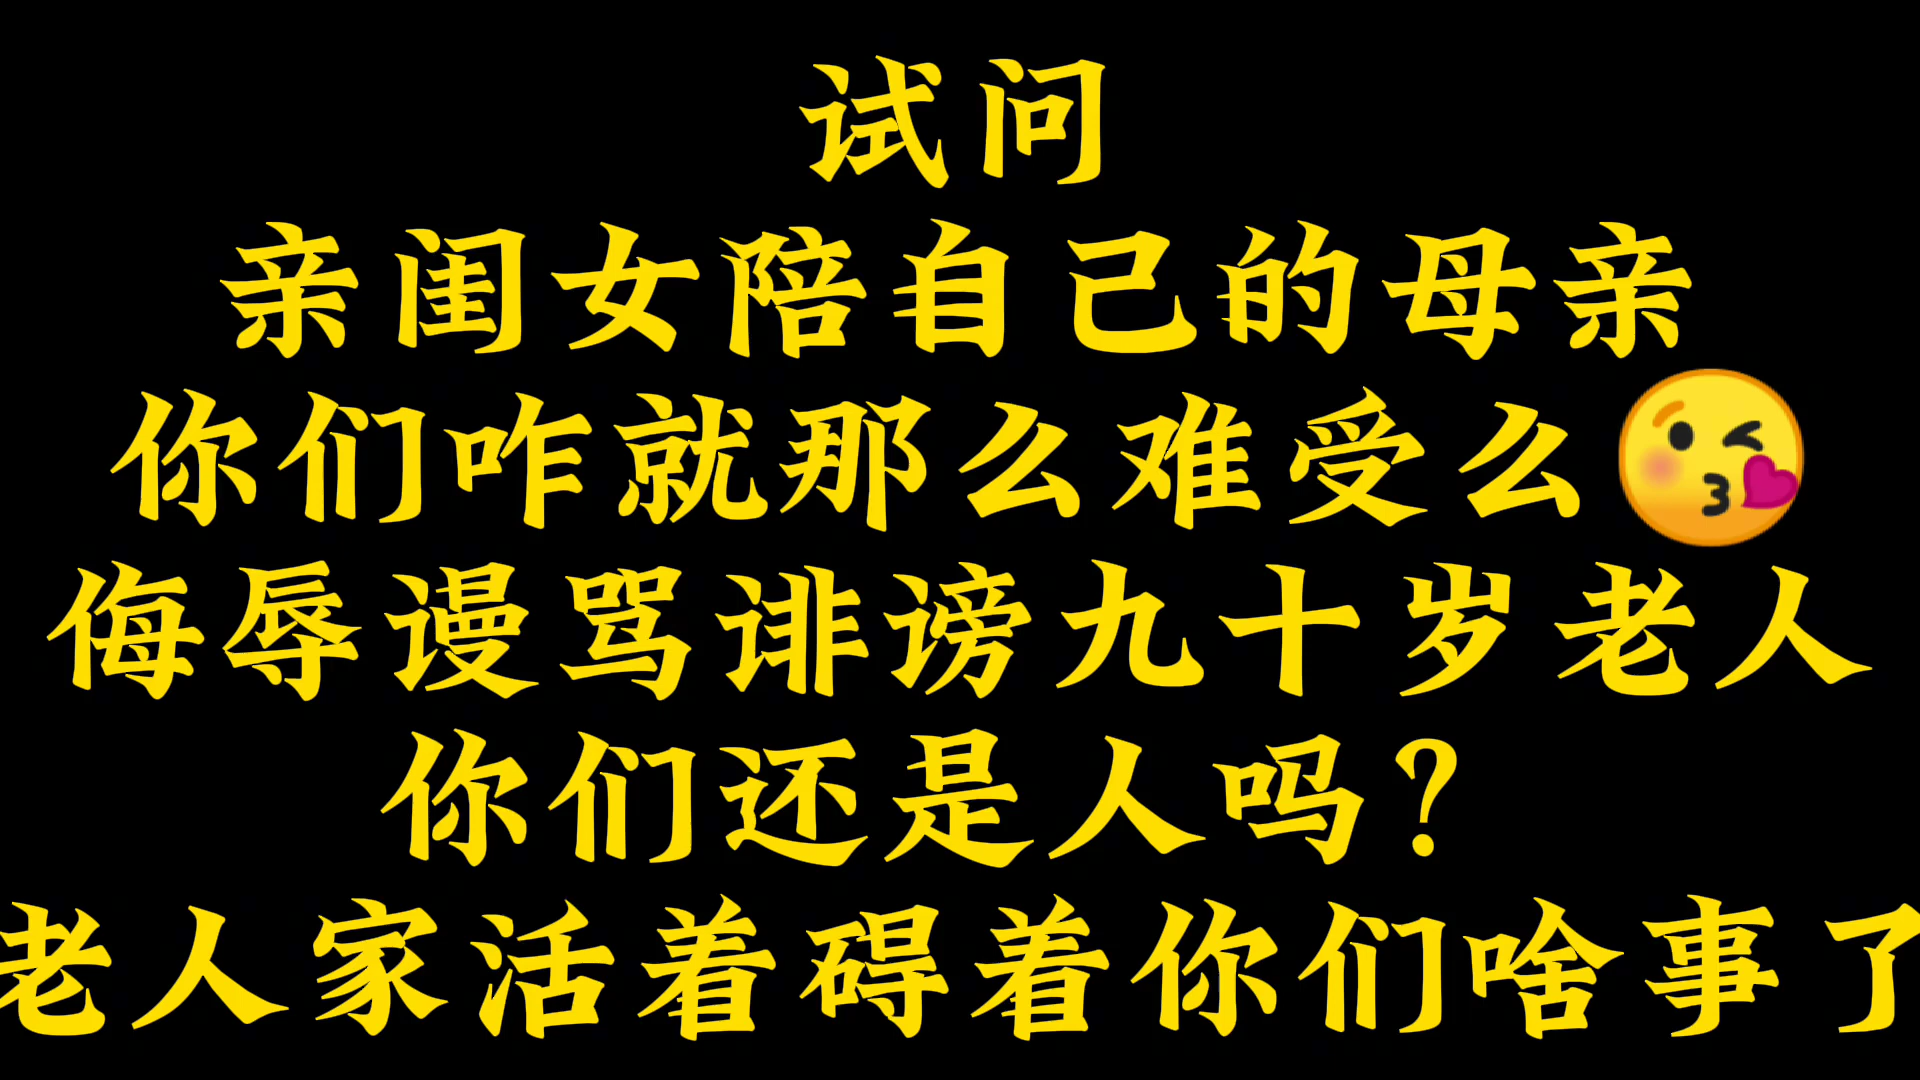 试问
亲闺女陪自己的母亲
你们咋就那么难受么😘
侮辱谩骂诽谤九十岁老人
你们还是人吗？
老人家活着碍着你们啥事了